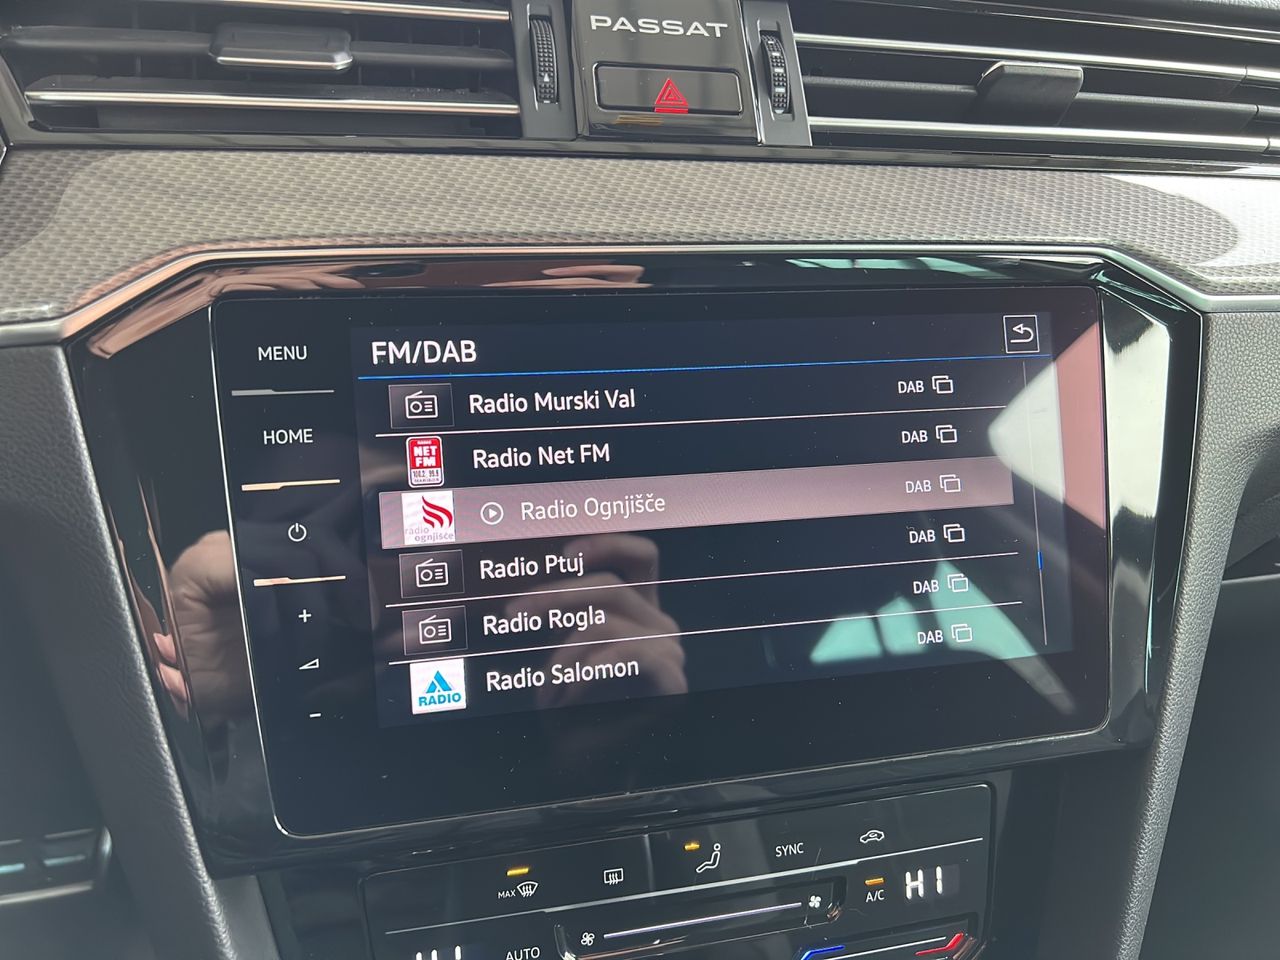 PASSAT
MENU
FM/DAB
Radio Murski Val
DAB
HOME
NET
FM
Radio Net FM
DAB
radio
ognjišče
Radio Ognjišče
DAB
Radio Ptuj
DAB
+
Radio Rogla
DAB
RADIO
Radio Salomon
DAB
-
MAX
SYNC
A/C
HI
AUTO